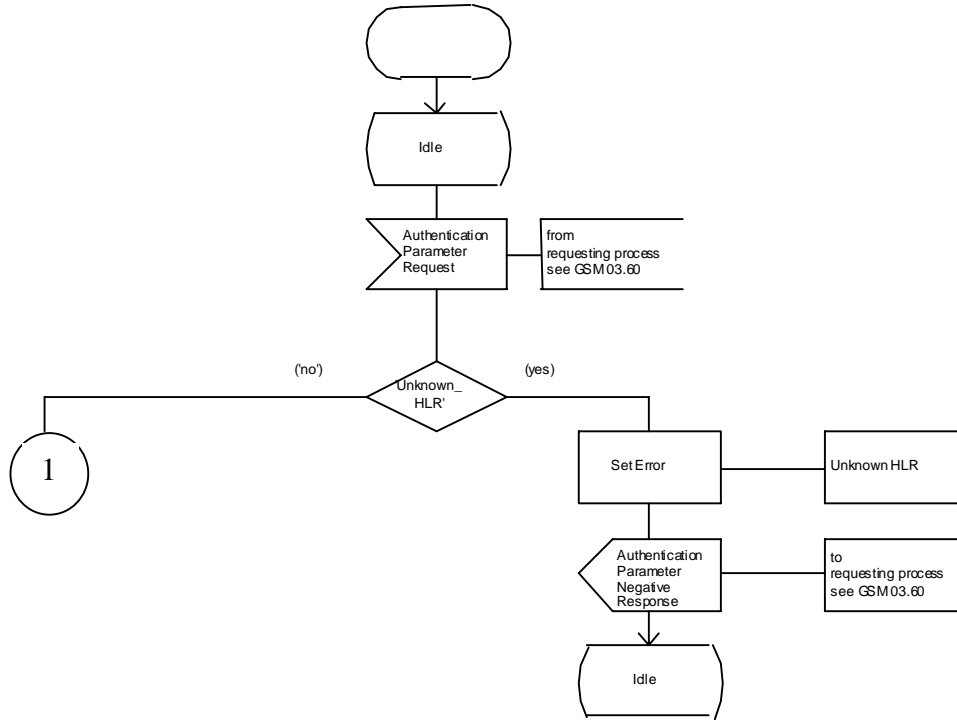 Idle
Authentication
Parameter
Request
from
requesting process
see GSM 03.60
('no')
(yes)
'Unknown_
HLR'
1
Set Error
Unknown HLR
Authentication
Parameter
Negative
Response
to
requesting process
see GSM 03.60
Idle